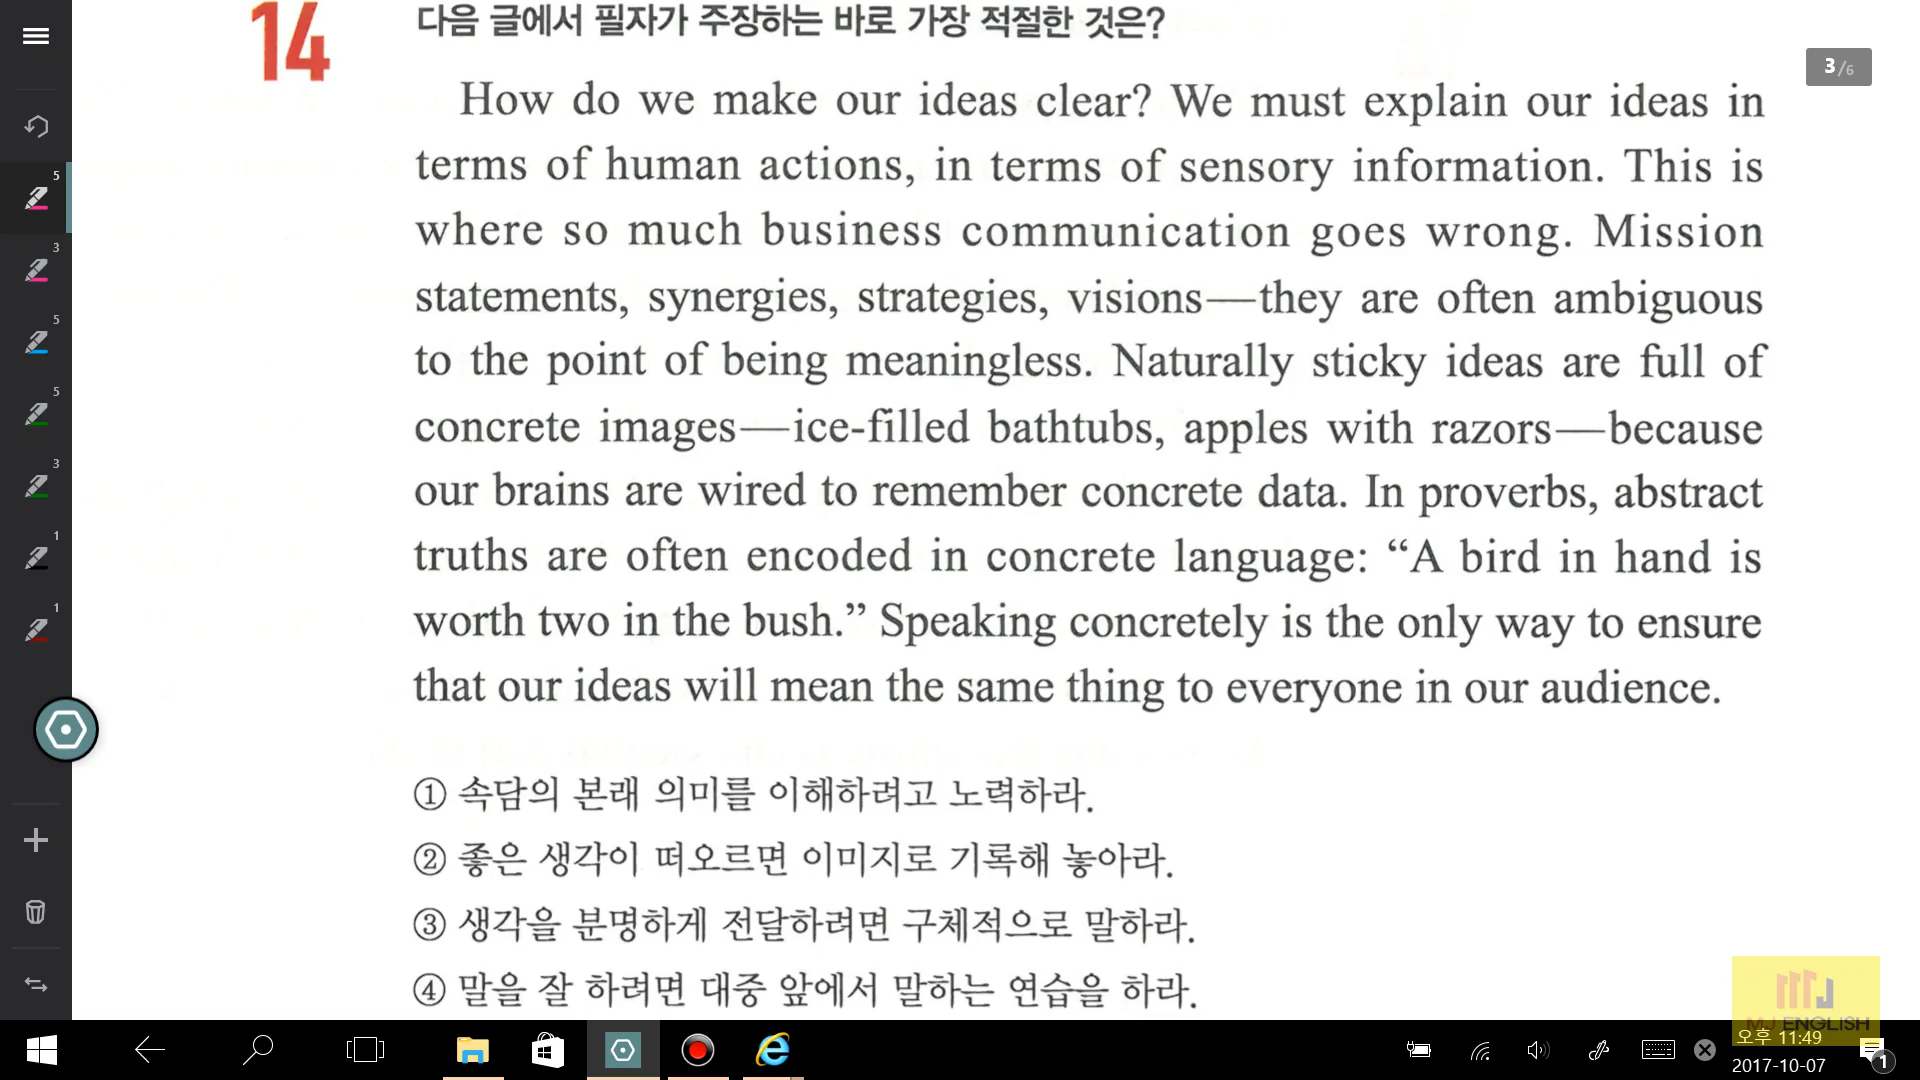 14
다음 글에서 필자가 주장하는 바로 가장 적절한 것은?
3/6
How do we make our ideas clear? We must explain our ideas in
terms of human actions, in terms of sensory information. This is
where so much business communication goes wrong. Mission
statements, synergies, strategies, visions—they are often ambiguous
to the point of being meaningless. Naturally sticky ideas are full of
concrete images—ice-filled bathtubs, apples with razors—because
our brains are wired to remember concrete data. In proverbs, abstract
truths are often encoded in concrete language: “A bird in hand is
worth two in the bush.” Speaking concretely is the only way to ensure
that our ideas will mean the same thing to everyone in our audience.
① 속담의 본래 의미를 이해하려고 노력하라.
② 좋은 생각이 떠오르면 이미지로 기록해 놓아라.
③ 생각을 분명하게 전달하려면 구체적으로 말하라.
④ 말을 잘 하려면 대중 앞에서 말하는 연습을 하라.
5
3
5
5
3
1
1
MJ ENGLISH
오후 11:49
2017-10-07
1